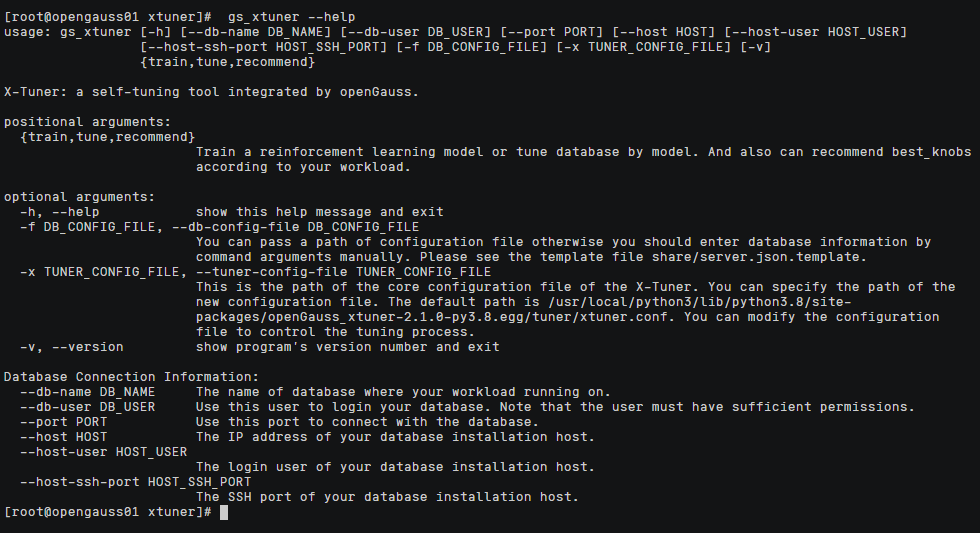 [root@opengauss01 xtuner]#  gs_xtuner --help
usage: gs_xtuner [-h] [--db-name DB_NAME] [--db-user DB_USER] [--port PORT] [--host HOST] [--host-user HOST_USER]
                 [--host-ssh-port HOST_SSH_PORT] [-f DB_CONFIG_FILE] [-x TUNER_CONFIG_FILE] [-v]
                 {train,tune,recommend}

X-Tuner: a self-tuning tool integrated by openGauss.

positional arguments:
  {train,tune,recommend}
                        Train a reinforcement learning model or tune database by model. And also can recommend best_knobs
                        according to your workload.

optional arguments:
  -h, --help            show this help message and exit
  -f DB_CONFIG_FILE, --db-config-file DB_CONFIG_FILE
                        You can pass a path of configuration file otherwise you should enter database information by
                        command arguments manually. Please see the template file share/server.json.template.
  -x TUNER_CONFIG_FILE, --tuner-config-file TUNER_CONFIG_FILE
                        This is the path of the core configuration file of the X-Tuner. You can specify the path of the
                        new configuration file. The default path is /usr/local/python3/lib/python3.8/site-
                        packages/openGauss_xtuner-2.1.0-py3.8.egg/tuner/xtuner.conf. You can modify the configuration
                        file to control the tuning process.
  -v, --version         show program's version number and exit

Database Connection Information:
  --db-name DB_NAME     The name of database where your workload running on.
  --db-user DB_USER     Use this user to login your database. Note that the user must have sufficient permissions.
  --port PORT           Use this port to connect with the database.
  --host HOST           The IP address of your database installation host.
  --host-user HOST_USER
                        The login user of your database installation host.
  --host-ssh-port HOST_SSH_PORT
                        The SSH port of your database installation host.
[root@opengauss01 xtuner]#